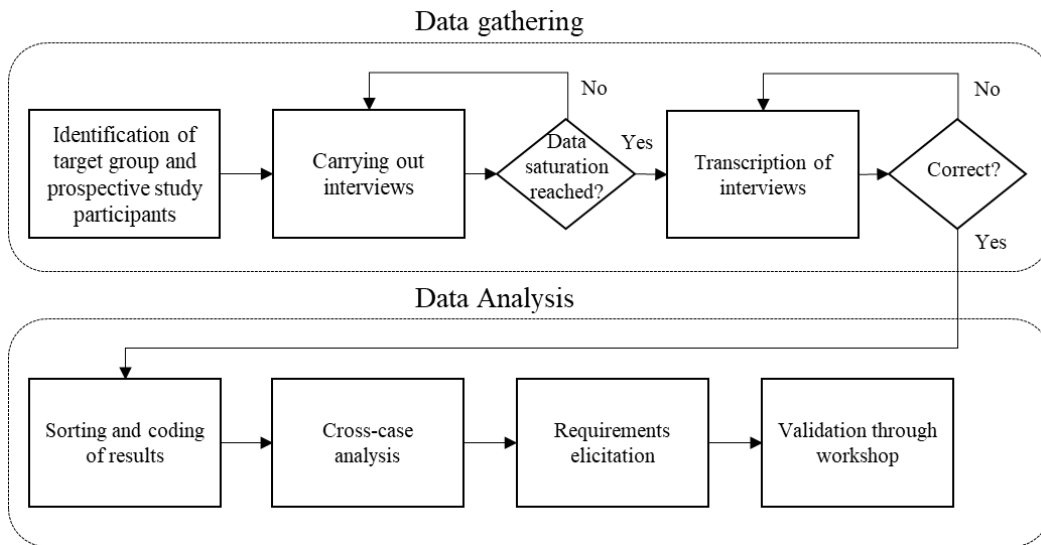 Data gathering
No
No
Identification of
target group and
prospective study
participants
Carrying out
interviews
Data
saturation
reached?
Yes
Transcription of
interviews
Correct?
Yes
Data Analysis
Sorting and coding
of results
Cross-case
analysis
Requirements
elicitation
Validation through
workshop